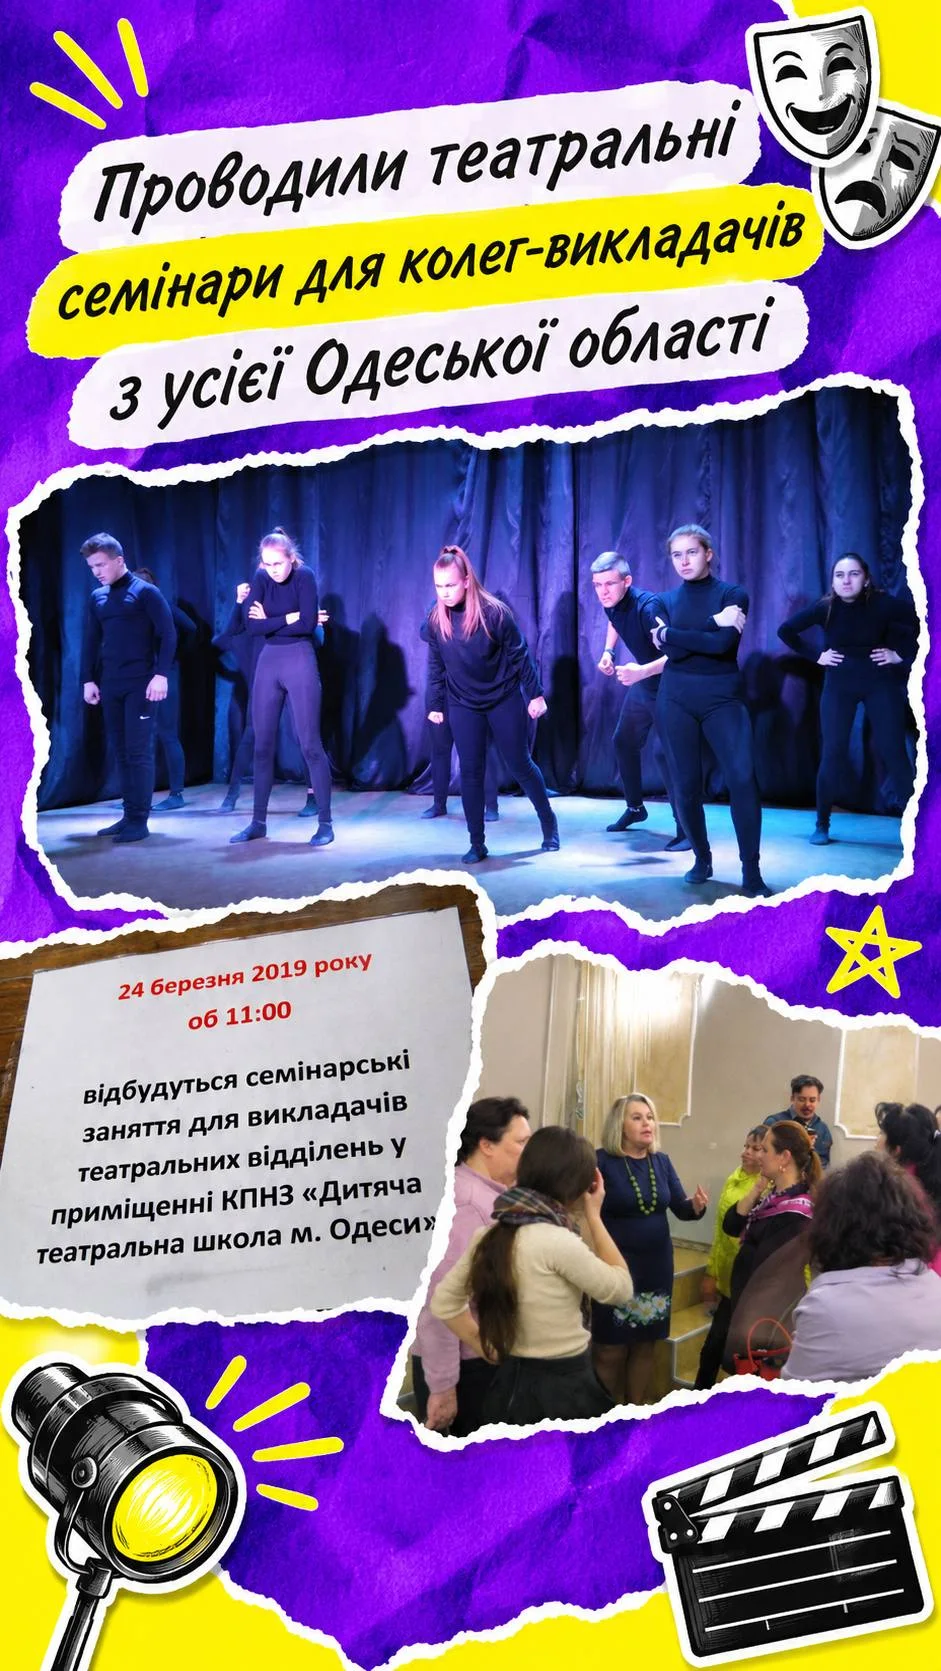 Проводили театральні
семінари для колег-викладачів
з усієї Одеської області
24 березня 2019 року
об 11:00
відбудуться семінарські
заняття для викладачів
театральних відділень у
приміщенні КПНЗ «Дитяча
театральна школа м. Одеси»